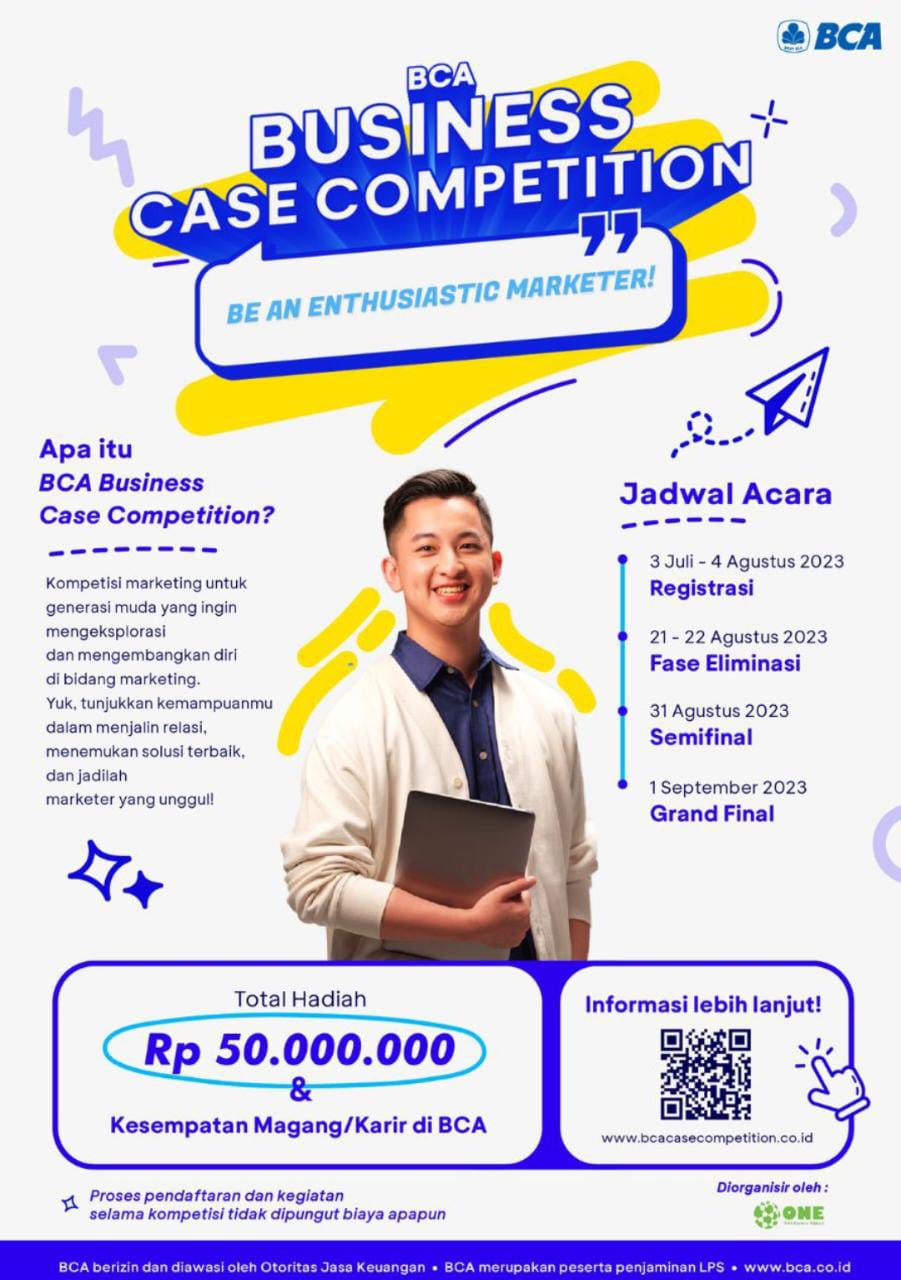 BCA
BCA
BUSINESS
CASE COMPETITION
BE AN ENTHUSIASTIC MARKETER!
Apa itu
BCA Business
Case Competition?
Kompetisi marketing untuk
generasi muda yang ingin
mengeksplorasi
dan mengembangkan diri
di bidang marketing.
Yuk, tunjukkan kemampuanmu
dalam menjalin relasi,
menemukan solusi terbaik,
dan jadilah
marketer yang unggul!
Jadwal Acara
3 Juli - 4 Agustus 2023
Registrasi
21 - 22 Agustus 2023
Fase Eliminasi
31 Agustus 2023
Semifinal
1 September 2023
Grand Final
Total Hadiah
Rp 50.000.000
&
Kesempatan Magang/Karir di BCA
Informasi lebih lanjut!
www.bcacasecompetition.co.id
Proses pendaftaran dan kegiatan
selama kompetisi tidak dipungut biaya apapun
Diorganisir oleh :
ONE
BCA berizin dan diawasi oleh Otoritas Jasa Keuangan • BCA merupakan peserta penjaminan LPS • www.bca.co.id